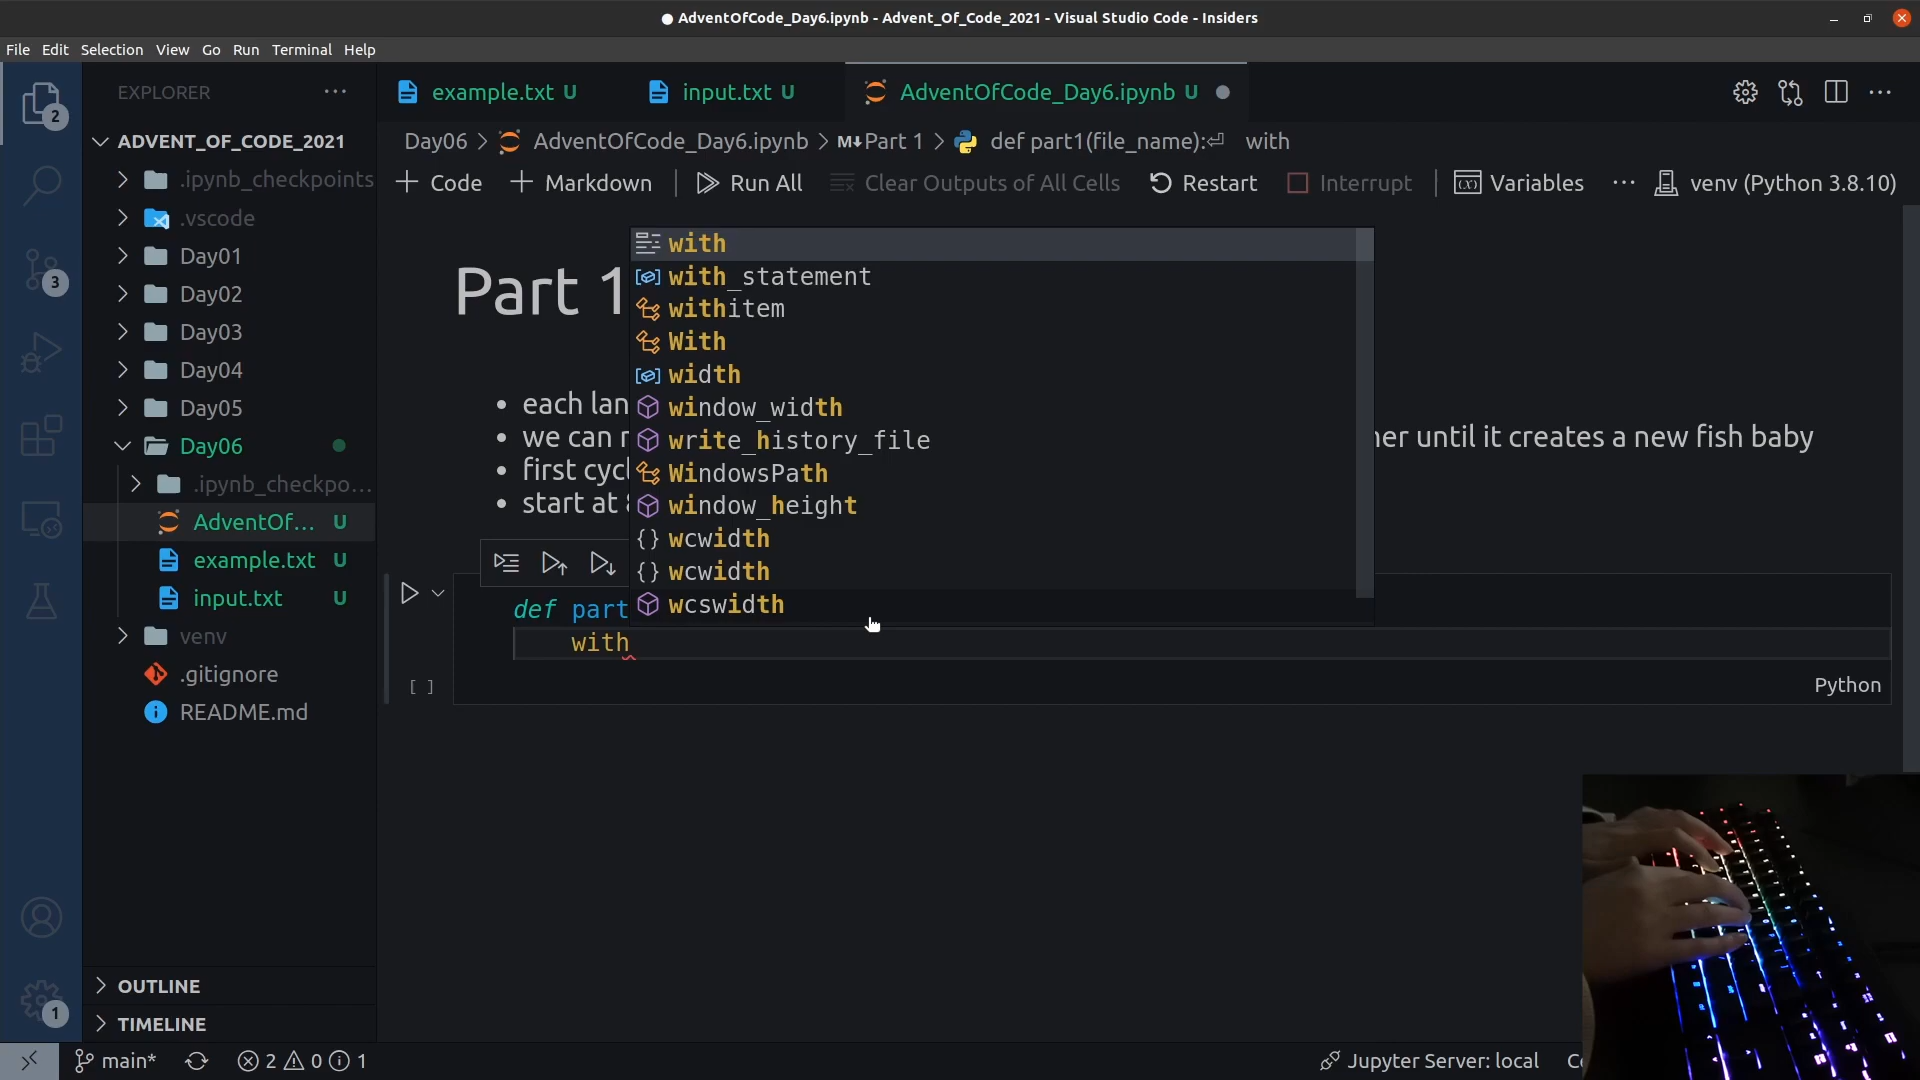 AdventOfCode_Day6.ipynb - Advent_Of_Code_2021 - Visual Studio Code - Insiders
File Edit Selection View Go Run Terminal Help
EXPLORER
example.txt U input.txt U AdventOfCode_Day6.ipynb U
ADVENT_OF_CODE_2021
Day06 > AdventOfCode_Day6.ipynb > M↓Part 1 > def part1(file_name):⏎ with
+ Code + Markdown Run All Clear Outputs of All Cells Restart Interrupt Variables ··· venv (Python 3.8.10)
.ipynb_checkpoints
.vscode
Day01
Day02
Day03
Day04
Day05
Day06
.ipynb_checkpo...
AdventOf... U
example.txt U
input.txt U
venv
.gitignore
README.md
OUTLINE
TIMELINE
2
3
1
Part 1
• each lan
• we can her until it creates a new fish baby
• first cycl
• start at
with
with_statement
withitem
With
width
window_width
write_history_file
WindowsPath
window_height
wcwidth
wcwidth
wcswidth
def part
with
[ ]
Python
main* 2 0 1
Jupyter Server: local